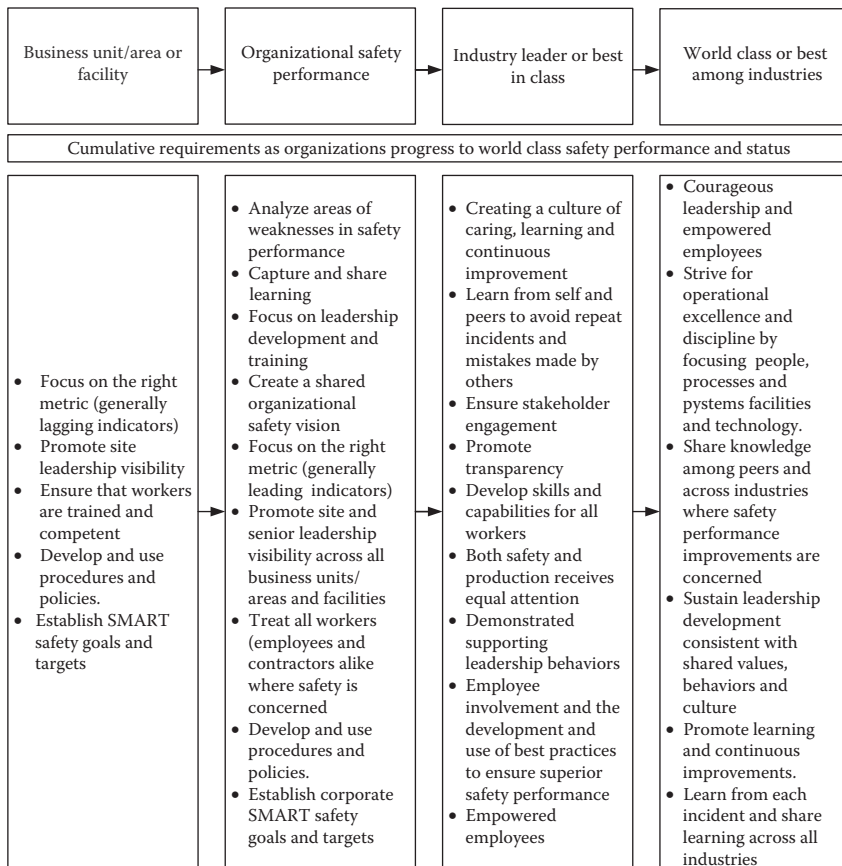 Business unit/area or
facility
Organizational safety
performance
Industry leader or best
in class
World class or best
among industries
Cumulative requirements as organizations progress to world class safety performance and status
• Focus on the right
metric (generally
lagging indicators)
• Promote site
leadership visibility
• Ensure that workers
are trained and
competent
• Develop and use
procedures and
policies.
• Establish SMART
safety goals and
targets
• Analyze areas of
weaknesses in safety
performance
• Capture and share
learning
• Focus on leadership
development and
training
• Create a shared
organizational
safety vision
• Focus on the right
metric (generally
leading indicators)
• Promote site and
senior leadership
visibility across all
business units/
areas and facilities
• Treat all workers
(employees and
contractors alike
where safety is
concerned
• Develop and use
procedures and
policies.
• Establish corporate
SMART safety
goals and targets
• Creating a culture of
caring, learning and
continuous
improvement
• Learn from self and
peers to avoid repeat
incidents and
mistakes made by
others
• Ensure stakeholder
engagement
• Promote
transparency
• Develop skills and
capabilities for all
workers
• Both safety and
production receives
equal attention
• Demonstrated
supporting
leadership behaviors
• Employee
involvement and the
development and
use of best practices
to ensure superior
safety performance
• Empowered
employees
• Courageous
leadership and
empowered
employees
• Strive for
operational
excellence and
discipline by
focusing people,
processes and
pystems facilities
and technology.
• Share knowledge
among peers and
across industries
where safety
performance
improvements are
concerned
• Sustain leadership
development
consistent with
shared values,
behaviors and
culture
• Promote learning
and continuous
improvements.
• Learn from each
incident and share
learning across all
industries